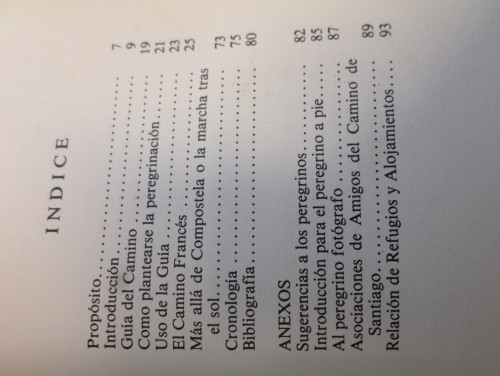 INDICE
Propósito........................ 7
Introducción ..................... 9
Guía del Camino .................. 19
Como plantearse la peregrinación....... 21
Uso de la Guía.................... 23
El Camino Francés ................ 25
Más allá de Compostela o la marcha tras
el sol........................... 73
Cronología ....................... 75
Bibliografía...................... 80
ANEXOS
Sugerencias a los peregrinos........... 82
Introducción para el peregrino a pie..... 85
Al peregrino fotógrafo .............. 87
Asociaciones de Amigos del Camino de
Santiago........................ 89
Relación de Refugios y Alojamientos.... 93